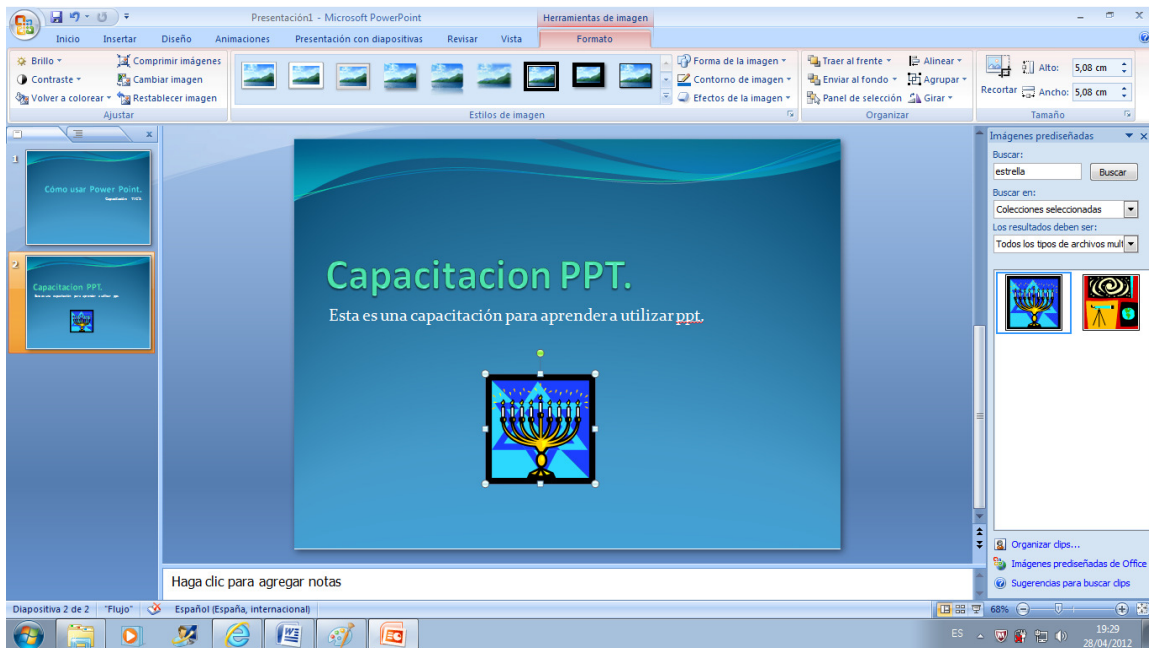 Presentación1 - Microsoft PowerPoint
Herramientas de imagen
Inicio
Insertar
Diseño
Animaciones
Presentación con diapositivas
Revisar
Vista
Formato
Brillo
Contraste
Volver a colorear
Comprimir imágenes
Cambiar imagen
Restablecer imagen
Ajustar
Estilos de imagen
Forma de la imagen
Contorno de imagen
Efectos de la imagen
Traer al frente
Enviar al fondo
Panel de selección
Alinear
Agrupar
Girar
Organizar
Recortar
Alto: 5,08 cm
Ancho: 5,08 cm
Tamaño
1
Cómo usar Power Point.
2
Capacitacion PPT.
Capacitacion PPT.
Esta es una capacitación para aprender a utilizar ppt,
Haga clic para agregar notas
Imágenes prediseñadas
Buscar:
estrella
Buscar
Buscar en:
Colecciones seleccionadas
Los resultados deben ser:
Todos los tipos de archivos mult
Organizar clips...
Imágenes prediseñadas de Office
Sugerencias para buscar clips
Diapositiva 2 de 2
"Flujo"
Español (España, internacional)
68%
ES
19:29
28/04/2012